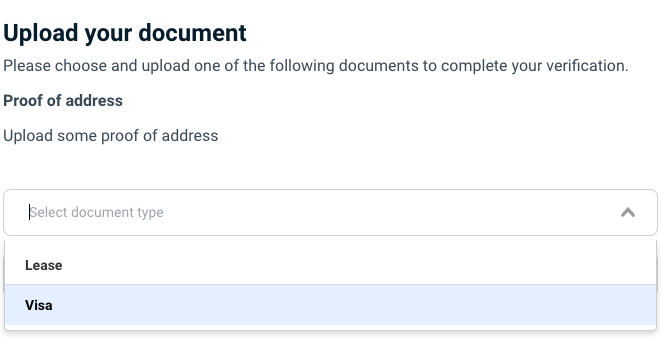 Upload your document
Please choose and upload one of the following documents to complete your verification.
Proof of address
Upload some proof of address
Select document type
Lease
Visa